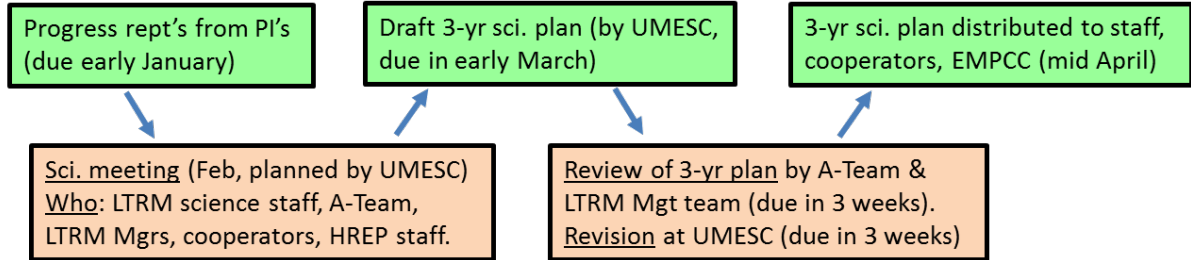 Progress rept's from PI's
(due early January)
Sci. meeting (Feb, planned by UMESC)
Who: LTRM science staff, A-Team,
LTRM Mgrs, cooperators, HREP staff.
Draft 3-yr sci. plan (by UMESC,
due in early March)
Review of 3-yr plan by A-Team &
LTRM Mgt team (due in 3 weeks).
Revision at UMESC (due in 3 weeks)
3-yr sci. plan distributed to staff,
cooperators, EMPCC (mid April)